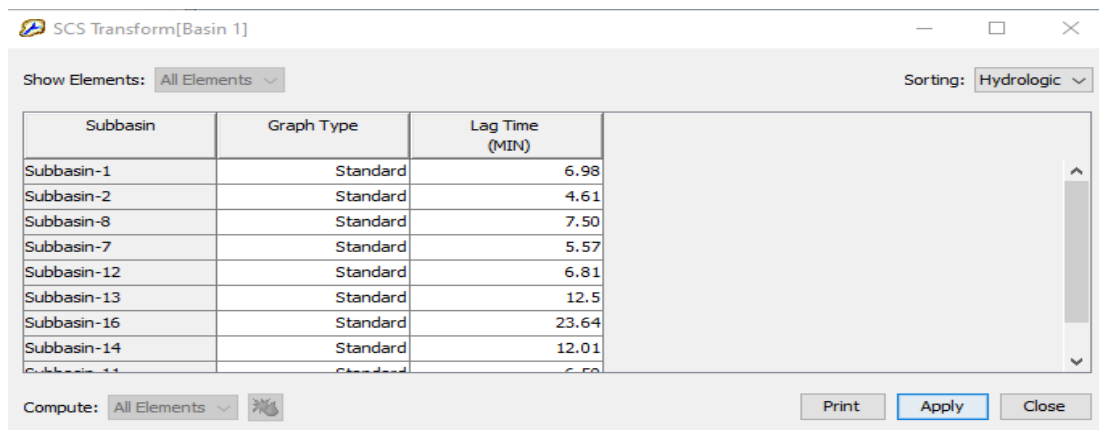 SCS Transform[Basin 1]
Show Elements: All Elements Sorting: Hydrologic
Subbasin Graph Type Lag Time
(MIN)
Subbasin-1 Standard 6.98
Subbasin-2 Standard 4.61
Subbasin-8 Standard 7.50
Subbasin-7 Standard 5.57
Subbasin-12 Standard 6.81
Subbasin-13 Standard 12.5
Subbasin-16 Standard 23.64
Subbasin-14 Standard 12.01
Subbasin-11 Standard
Compute: All Elements Print Apply Close